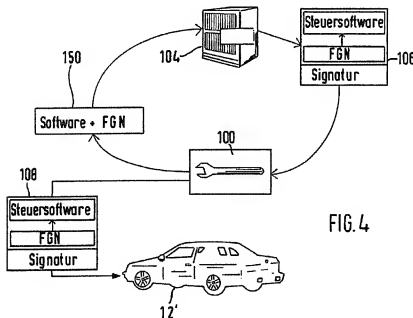 104
Steuersoftware
FGN
Signatur
106
150
Software + FGN
100
108
Steuersoftware
FGN
Signatur
FIG. 4
12'